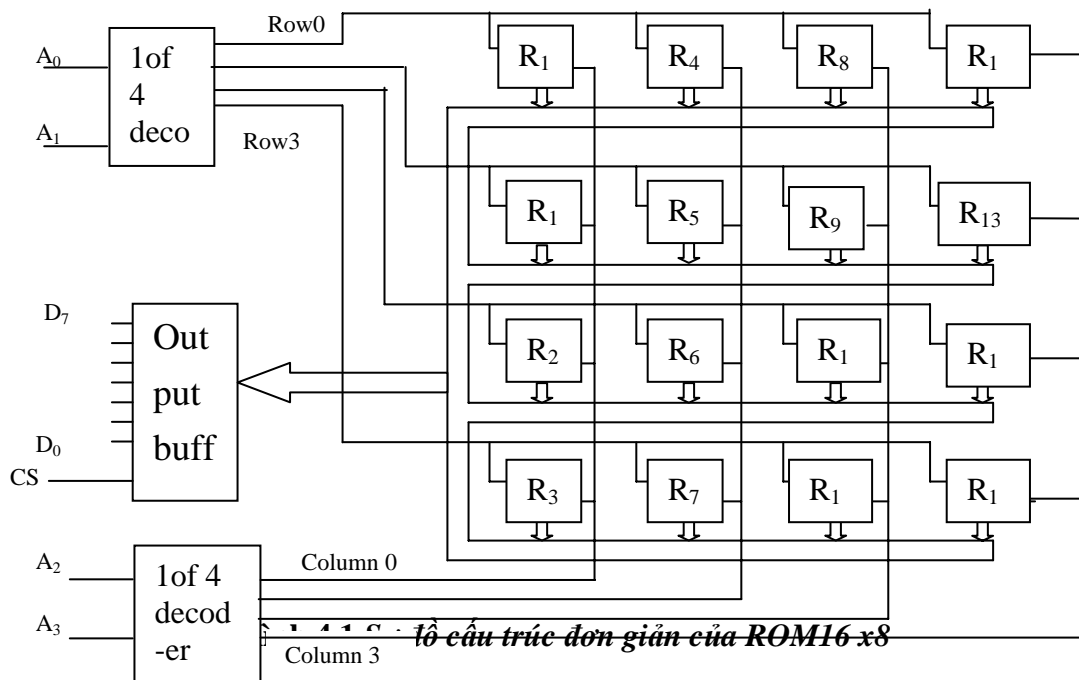 Row0
A0
1of
4
deco
A1
Row3
R1 R4 R8 R1
R1 R5 R9 R13
R2 R6 R1 R1
R3 R7 R1 R1
D7
Out
put
buff
D0
CS
A2
1of 4
decod
-er
A3
Column 0
Column 3
đồ cấu trúc đơn giản của ROM16 x8